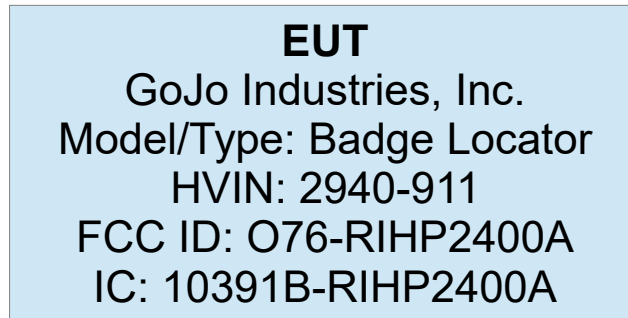 EUT
GoJo Industries, Inc.
Model/Type: Badge Locator
HVIN: 2940-911
FCC ID: O76-RIHP2400A
IC: 10391B-RIHP2400A